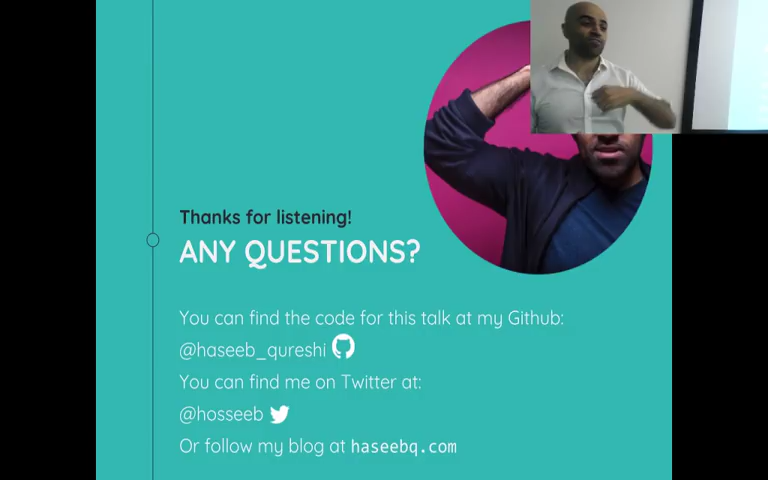 Thanks for listening!
ANY QUESTIONS?
You can find the code for this talk at my Github:
@haseeb_qureshi
You can find me on Twitter at:
@hosseeb
Or follow my blog at haseebq.com